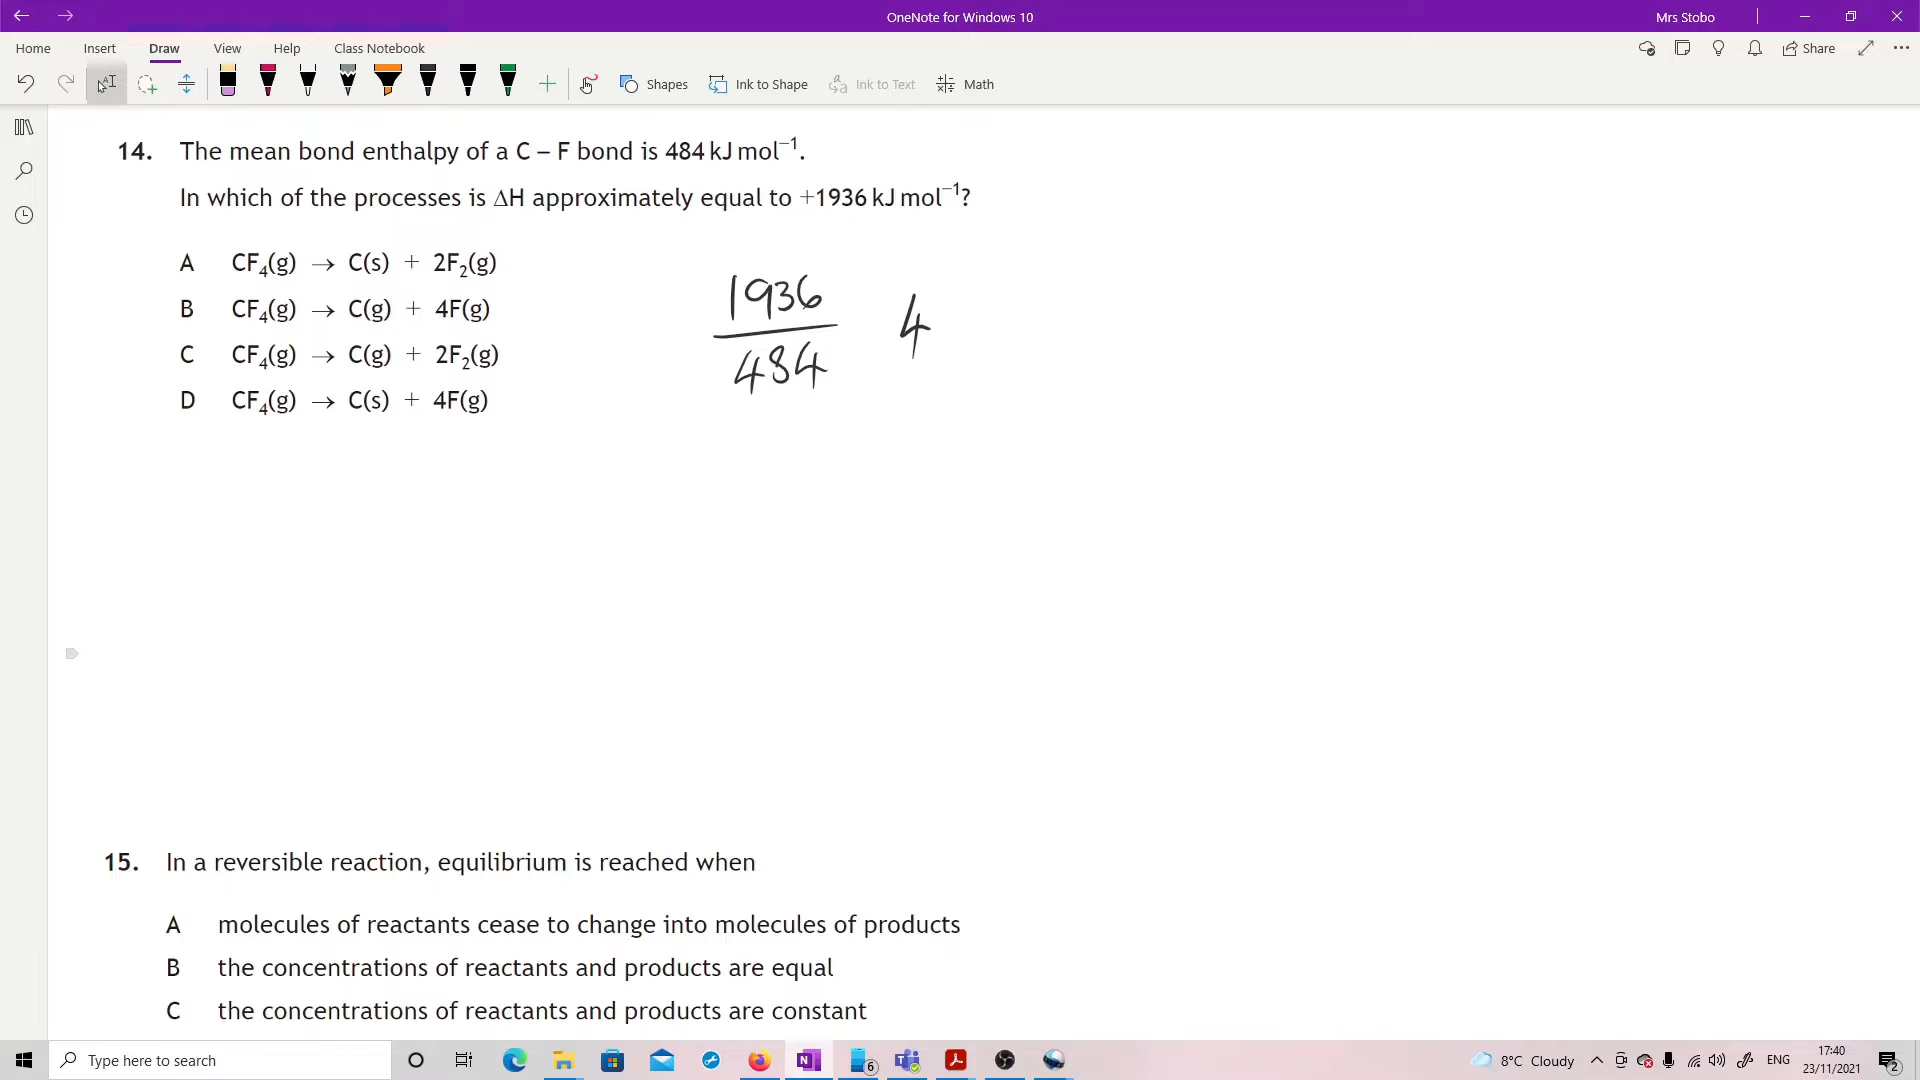 OneNote for Windows 10
Mrs Stobo
Home Insert Draw View Help Class Notebook
Share
Shapes Ink to Shape Ink to Text Math
14. The mean bond enthalpy of a C – F bond is 484 kJ mol⁻¹.
In which of the processes is ΔH approximately equal to +1936 kJ mol⁻¹?
A CF₄(g) → C(s) + 2F₂(g)
B CF₄(g) → C(g) + 4F(g)
C CF₄(g) → C(g) + 2F₂(g)
D CF₄(g) → C(s) + 4F(g)
1936
484
4
15. In a reversible reaction, equilibrium is reached when
A molecules of reactants cease to change into molecules of products
B the concentrations of reactants and products are equal
C the concentrations of reactants and products are constant
Type here to search
6
8°C Cloudy
ENG
17:40
23/11/2021
2